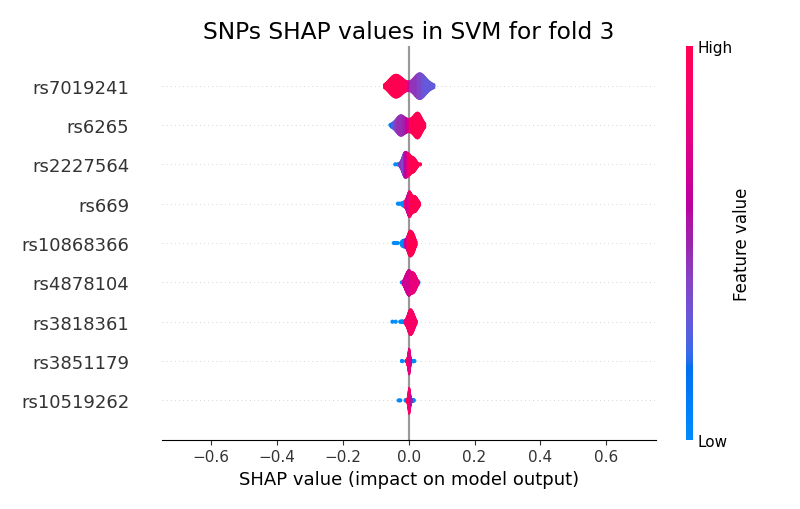 SNPs SHAP values in SVM for fold 3
High
rs7019241
rs6265
rs2227564
rs669
rs10868366
rs4878104
rs3818361
rs3851179
rs10519262
Feature value
Low
−0.6 −0.4 −0.2 0.0 0.2 0.4 0.6
SHAP value (impact on model output)